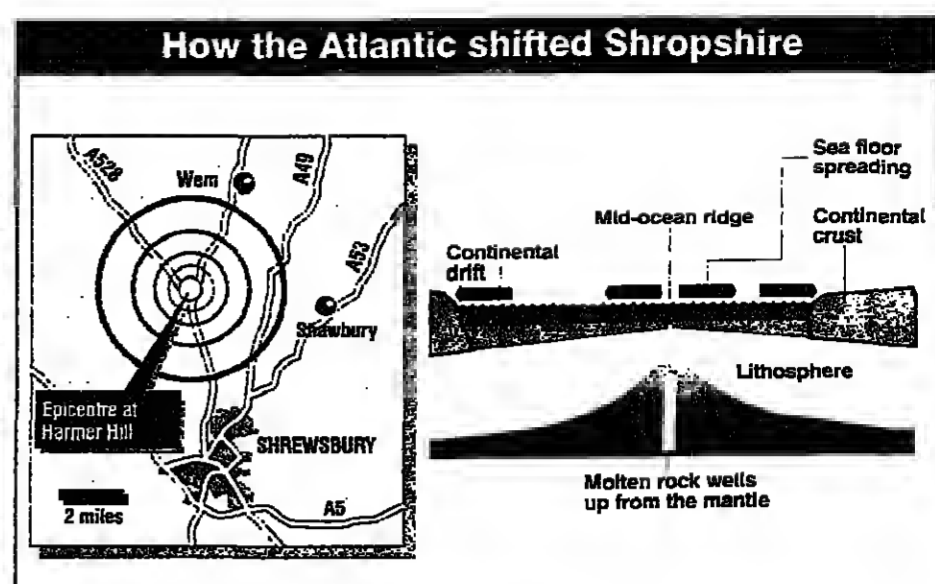 How the Atlantic shifted Shropshire
A528
Wem
A49
A53
Shawbury
Epicentre at
Harmer Hill
SHREWSBURY
2 miles
A5
Sea floor
spreading
Mid-ocean ridge
Continental
crust
Continental
drift
Lithosphere
Molten rock wells
up from the mantle